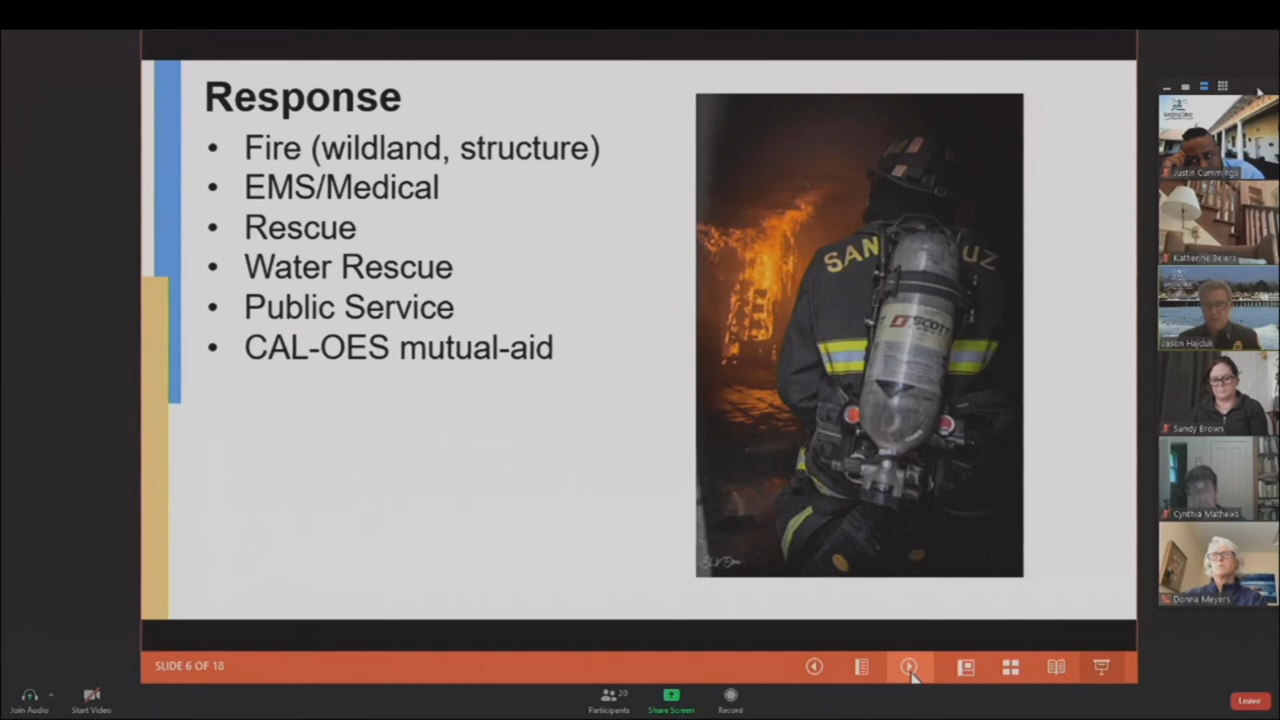 Response
• Fire (wildland, structure)
• EMS/Medical
• Rescue
• Water Rescue
• Public Service
• CAL-OES mutual-aid
SAN
UZ
SCOTT
SLIDE 6 OF 18
Justin Cummings
Katherine Beiers
Jason Hajduk
Sandy Brown
Cynthia Mathews
Donna Meyers
Join Audio
Start Video
20
Participants
Share Screen
Record
Leave